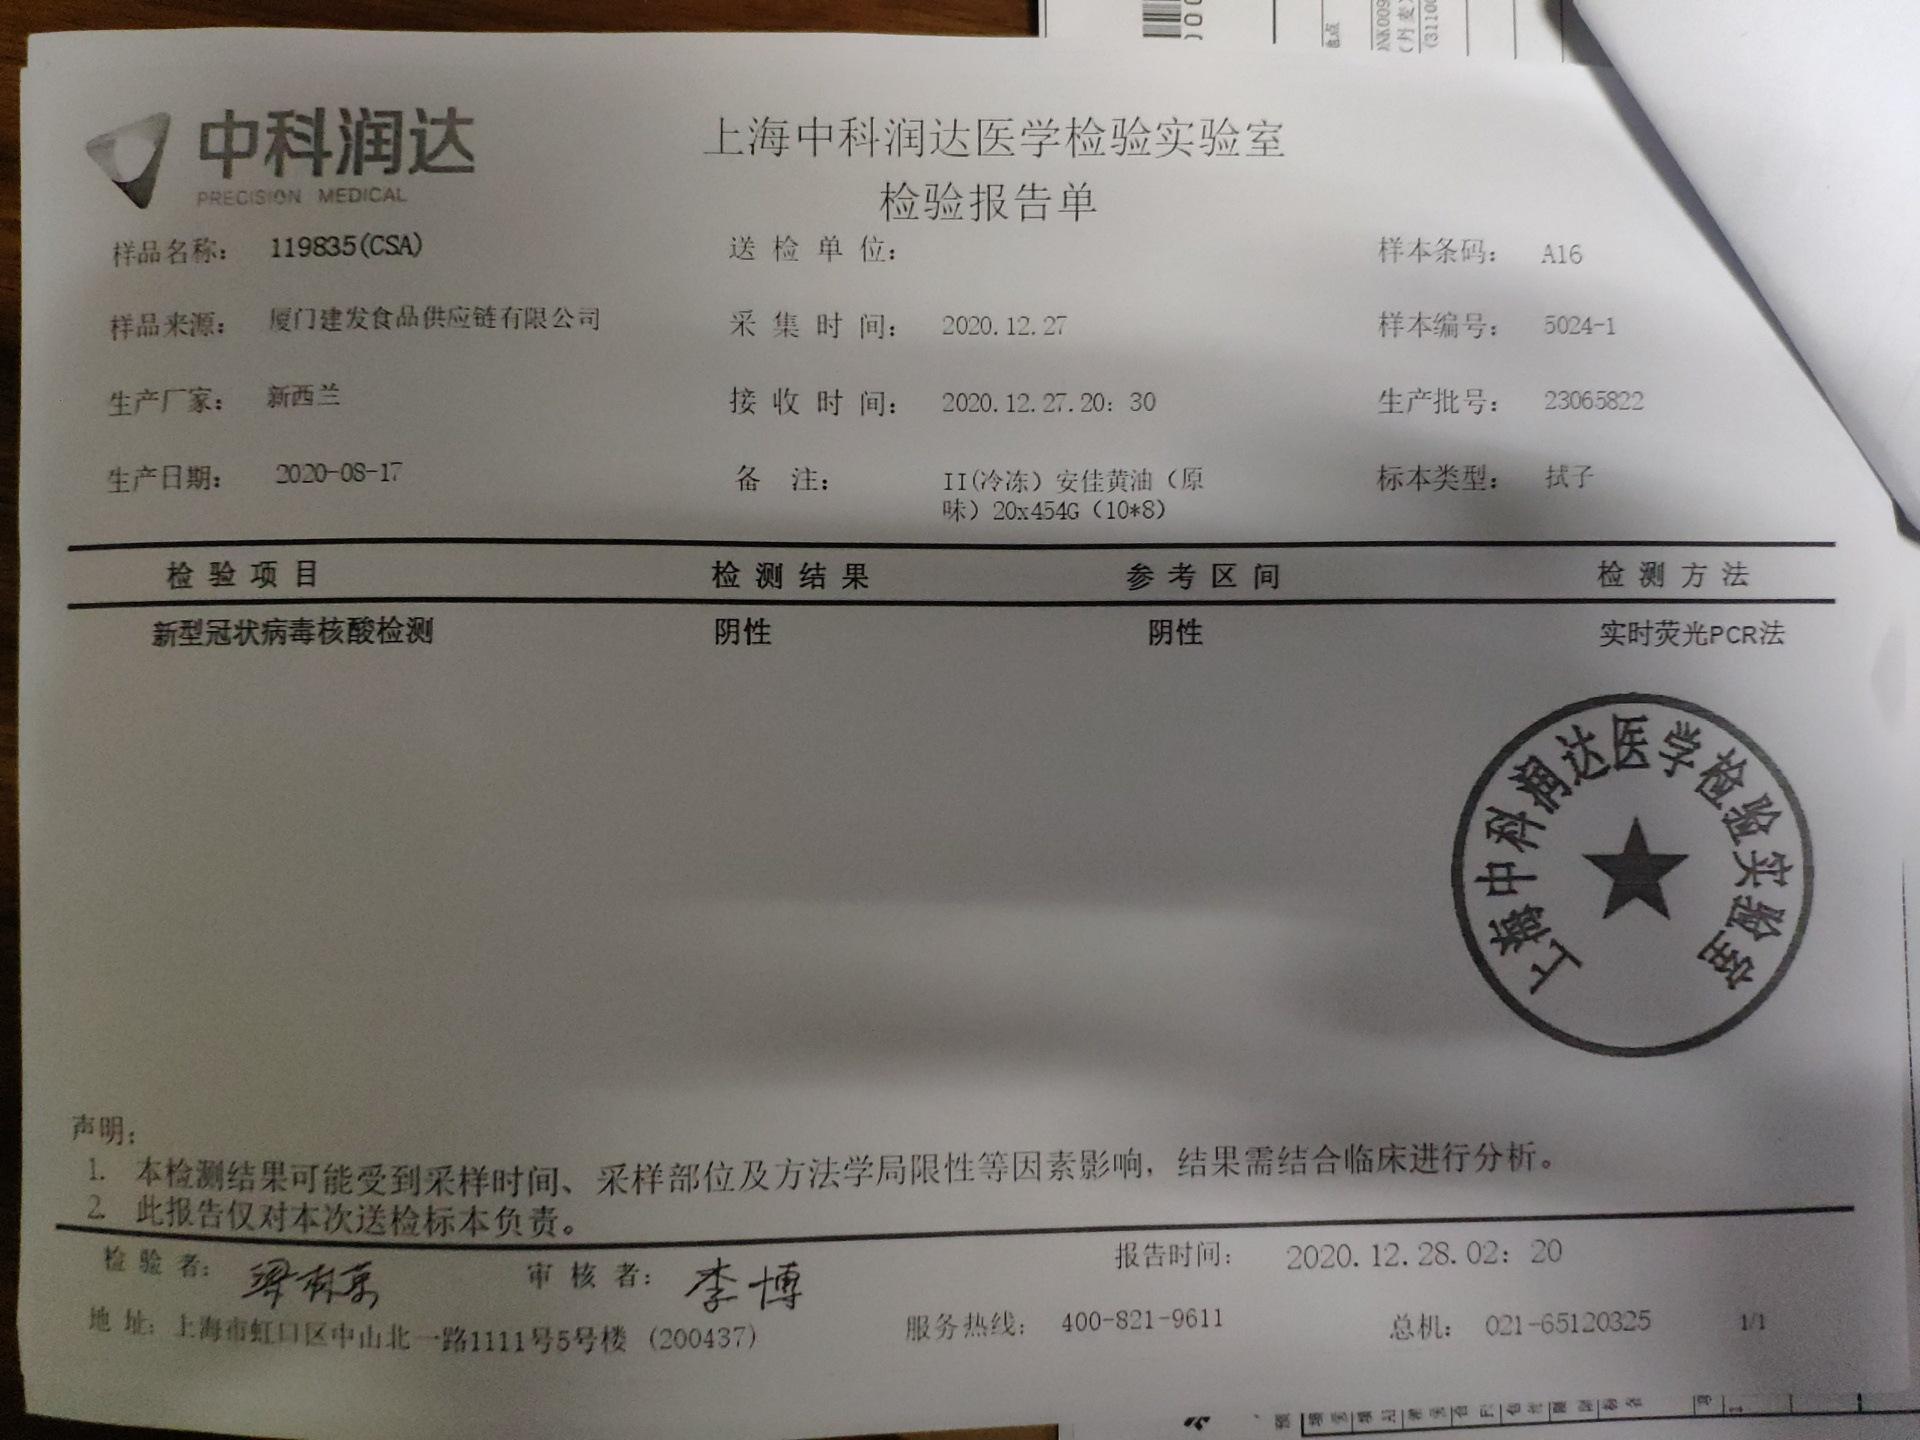 中科润达
PRECISION MEDICAL
上海中科润达医学检验实验室
检验报告单
样品名称： 119835(CSA) 送检单位： 样本条码： A16
样品来源： 厦门建发食品供应链有限公司 采集时间： 2020.12.27 样本编号： 5024-1
生产厂家： 新西兰 接收时间： 2020.12.27.20：30 生产批号： 23065822
生产日期： 2020-08-17 备 注： II(冷冻）安佳黄油（原 标本类型： 拭子
味）20x454G（10*8）
检验项目 检测结果 参考区间 检测方法
新型冠状病毒核酸检测 阴性 阴性 实时荧光PCR法
上海中科润达医学检验实验室
声明：
1. 本检测结果可能受到采样时间、采样部位及方法学局限性等因素影响，结果需结合临床进行分析。
2. 此报告仅对本次送检标本负责。
检验者： 审核者： 李博 报告时间： 2020.12.28.02：20
地址：上海市虹口区中山北一路1111号5号楼（200437） 服务热线： 400-821-9611 总机： 021-65120325 1/1